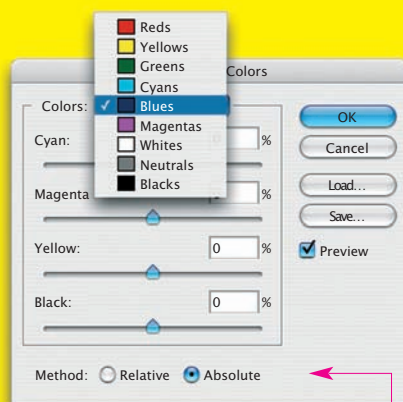 Reds
Yellows
Greens
Colors
Cyans
Colors: ✓ Blues
OK
Magentas
Cyan: %
Whites
Cancel
Neutrals
Magenta %
Blacks
Load...
Save...
Yellow: 0 %
Preview
Black: 0 %
Method: Relative Absolute